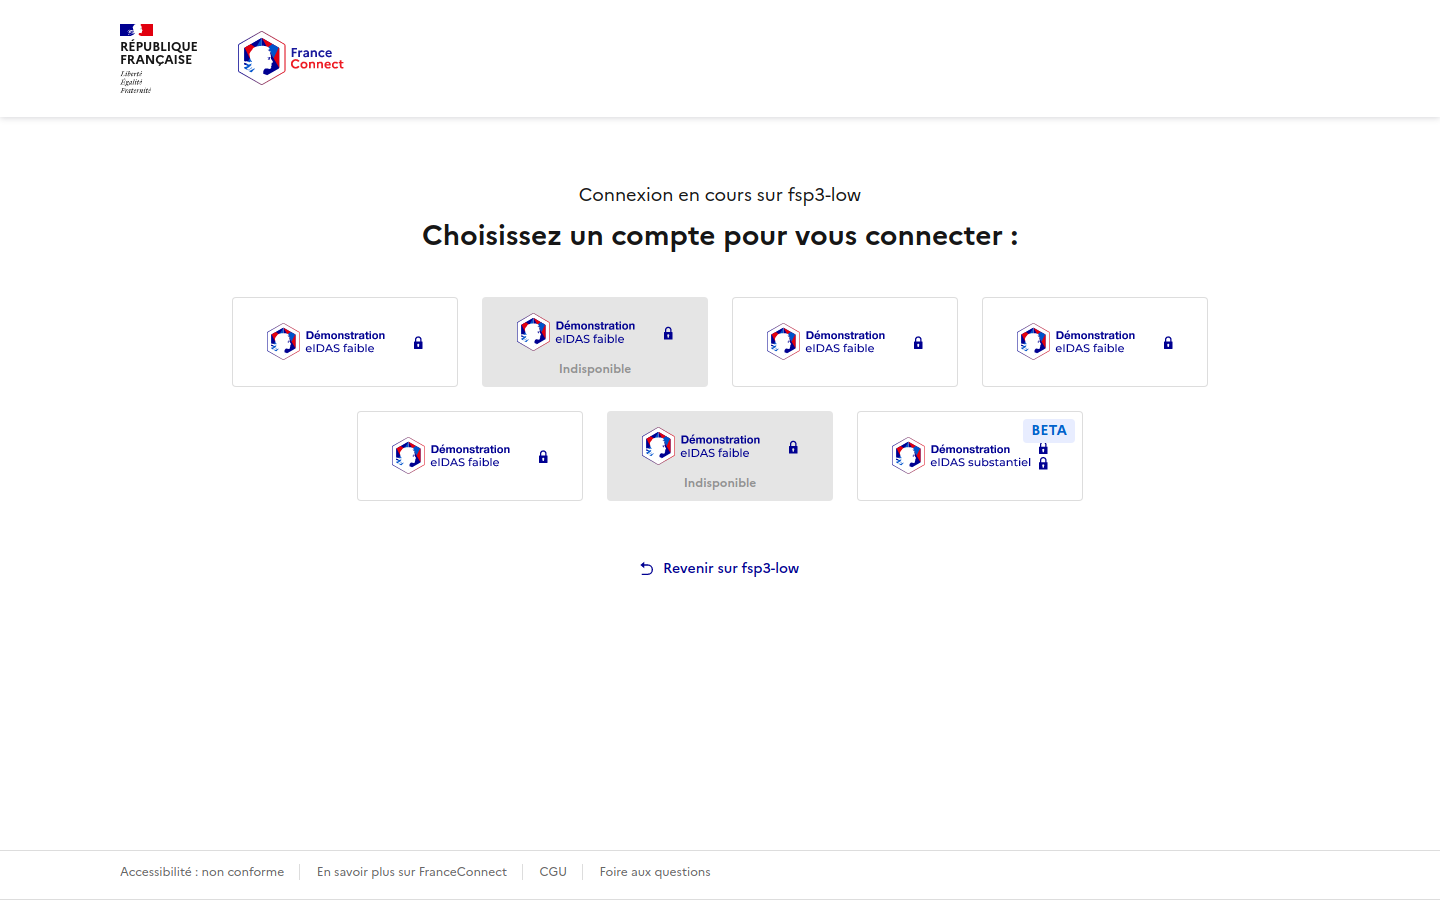 RÉPUBLIQUE
FRANÇAISE
Liberté
Égalité
Fraternité
France
Connect
Connexion en cours sur fsp3-low
Choisissez un compte pour vous connecter :
Démonstration
eIDAS faible
Démonstration
eIDAS faible
Indisponible
Démonstration
eIDAS faible
Démonstration
eIDAS faible
Démonstration
eIDAS faible
Démonstration
eIDAS faible
Indisponible
BETA
Démonstration
eIDAS substantiel
Revenir sur fsp3-low
Accessibilité : non conforme
En savoir plus sur FranceConnect
CGU
Foire aux questions